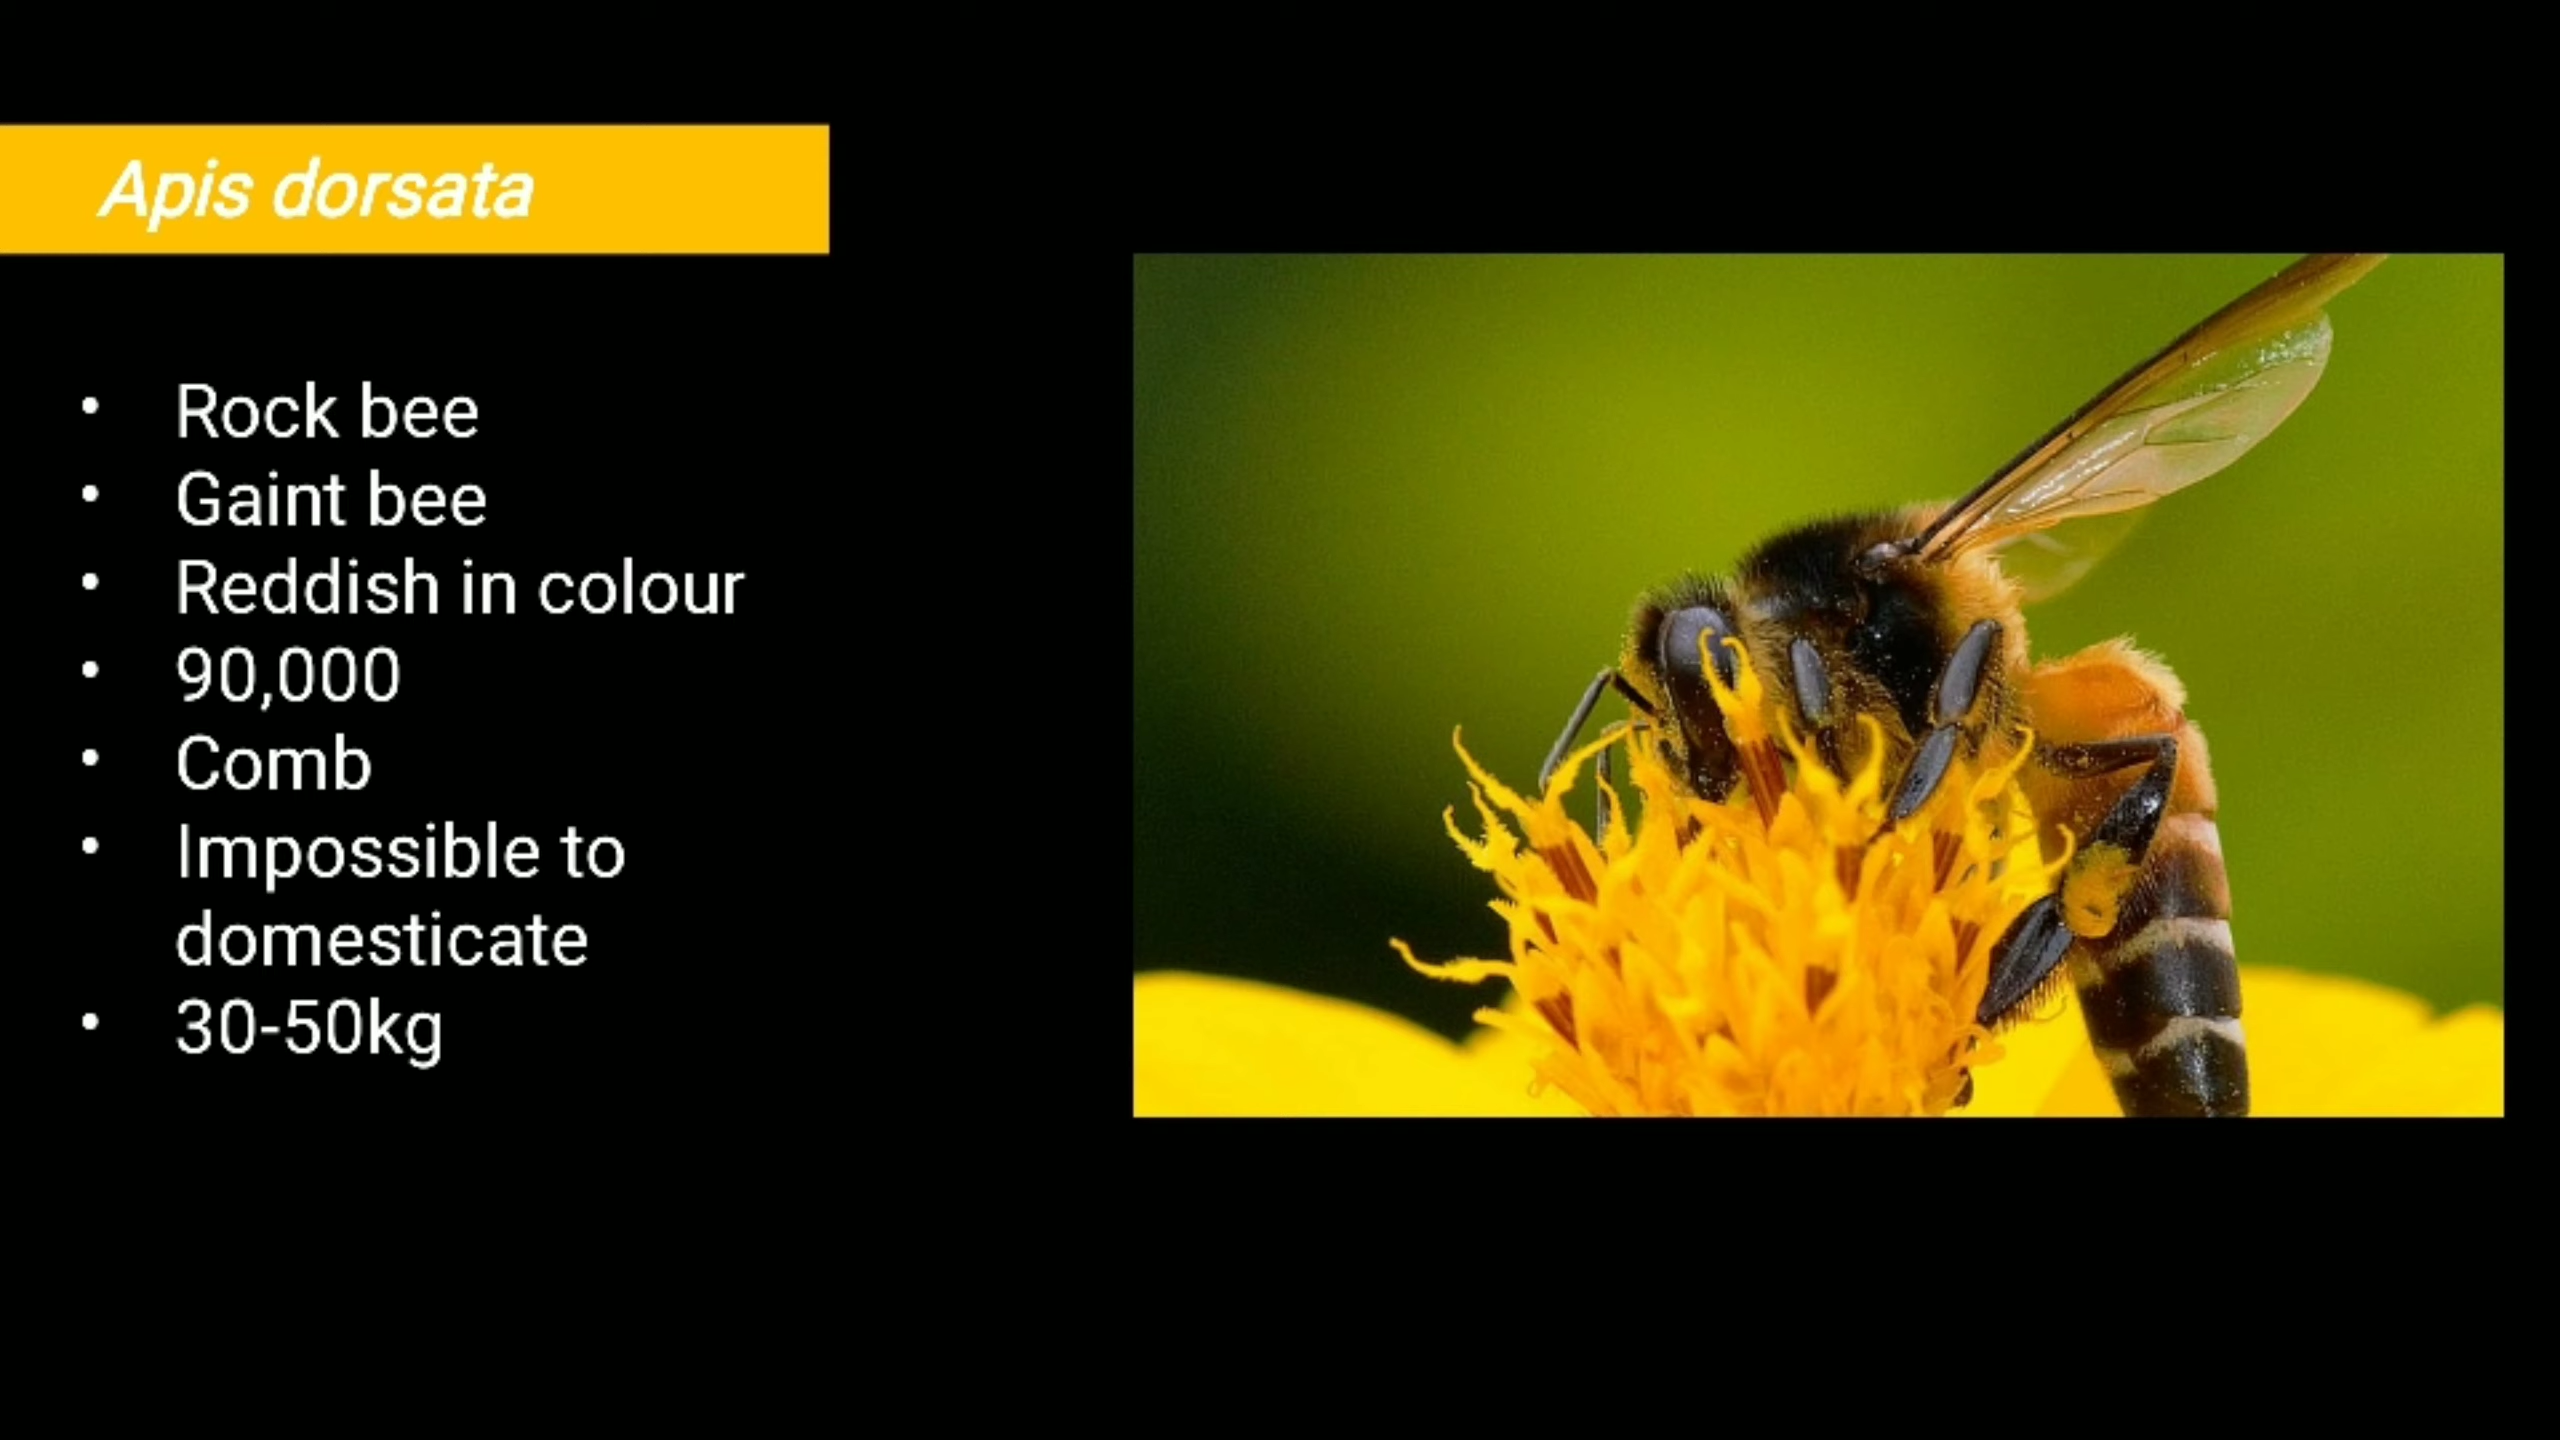 Apis dorsata
• Rock bee
• Gaint bee
• Reddish in colour
• 90,000
• Comb
• Impossible to
domesticate
• 30-50kg